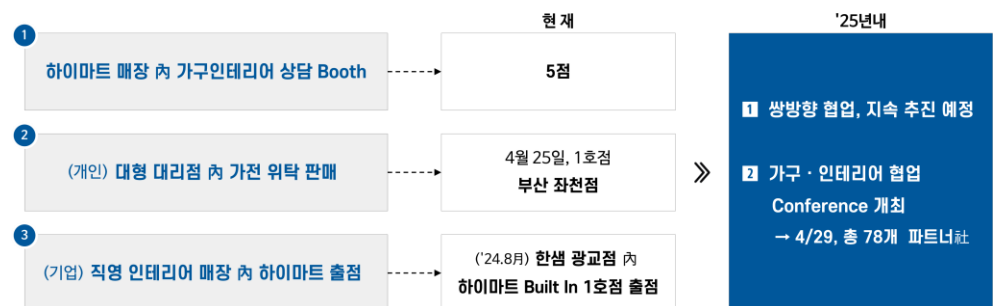 현 재
'25년내
1
하이마트 매장 內 가구인테리어 상담 Booth
5점
2
(개인) 대형 대리점 內 가전 위탁 판매
4월 25일, 1호점
부산 좌천점
3
(기업) 직영 인테리어 매장 內 하이마트 출점
('24.8月) 한샘 광교점 內
하이마트 Built In 1호점 출점
1 쌍방향 협업, 지속 추진 예정
2 가구 · 인테리어 협업
Conference 개최
→ 4/29, 총 78개 파트너社